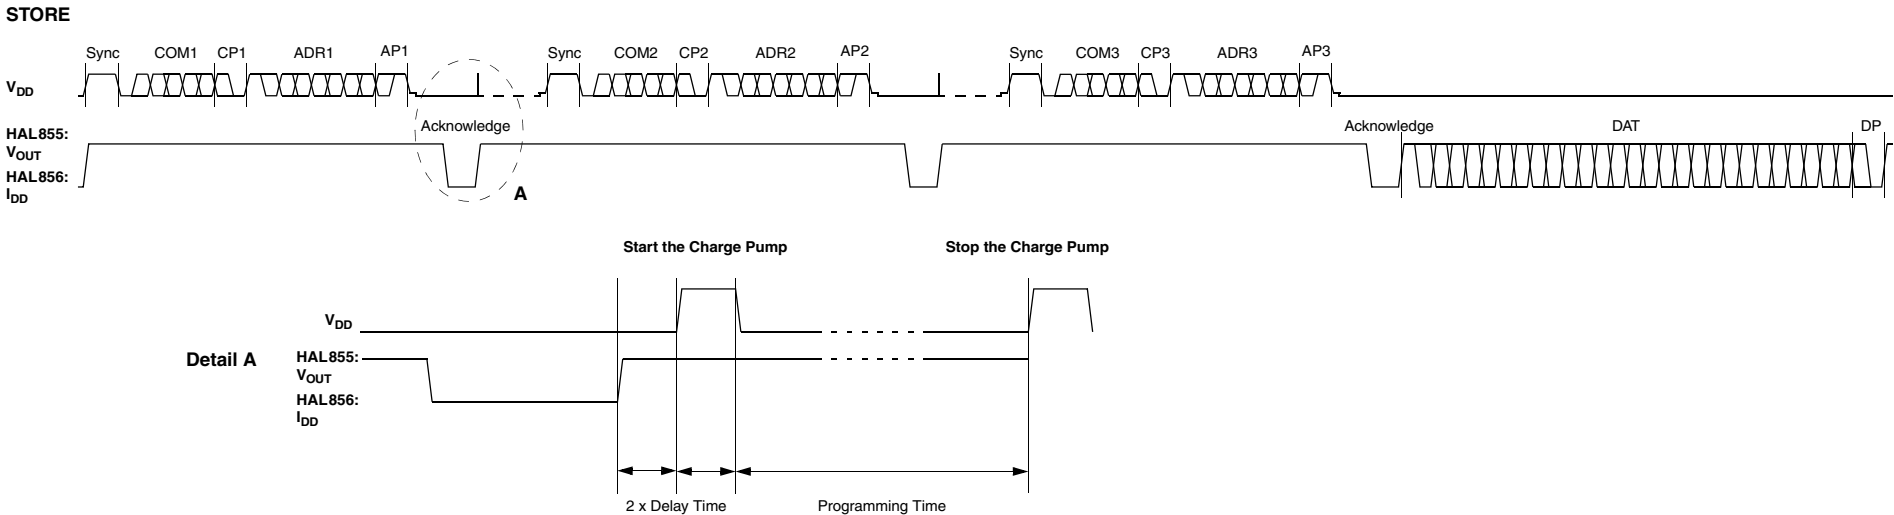 STORE
Sync COM1 CP1 ADR1 AP1 Sync COM2 CP2 ADR2 AP2 Sync COM3 CP3 ADR3 AP3
VDD
HAL855:
VOUT
HAL856:
IDD
Acknowledge
A
Acknowledge DAT DP
Start the Charge Pump Stop the Charge Pump
VDD
Detail A
HAL855:
VOUT
HAL856:
IDD
2 x Delay Time Programming Time